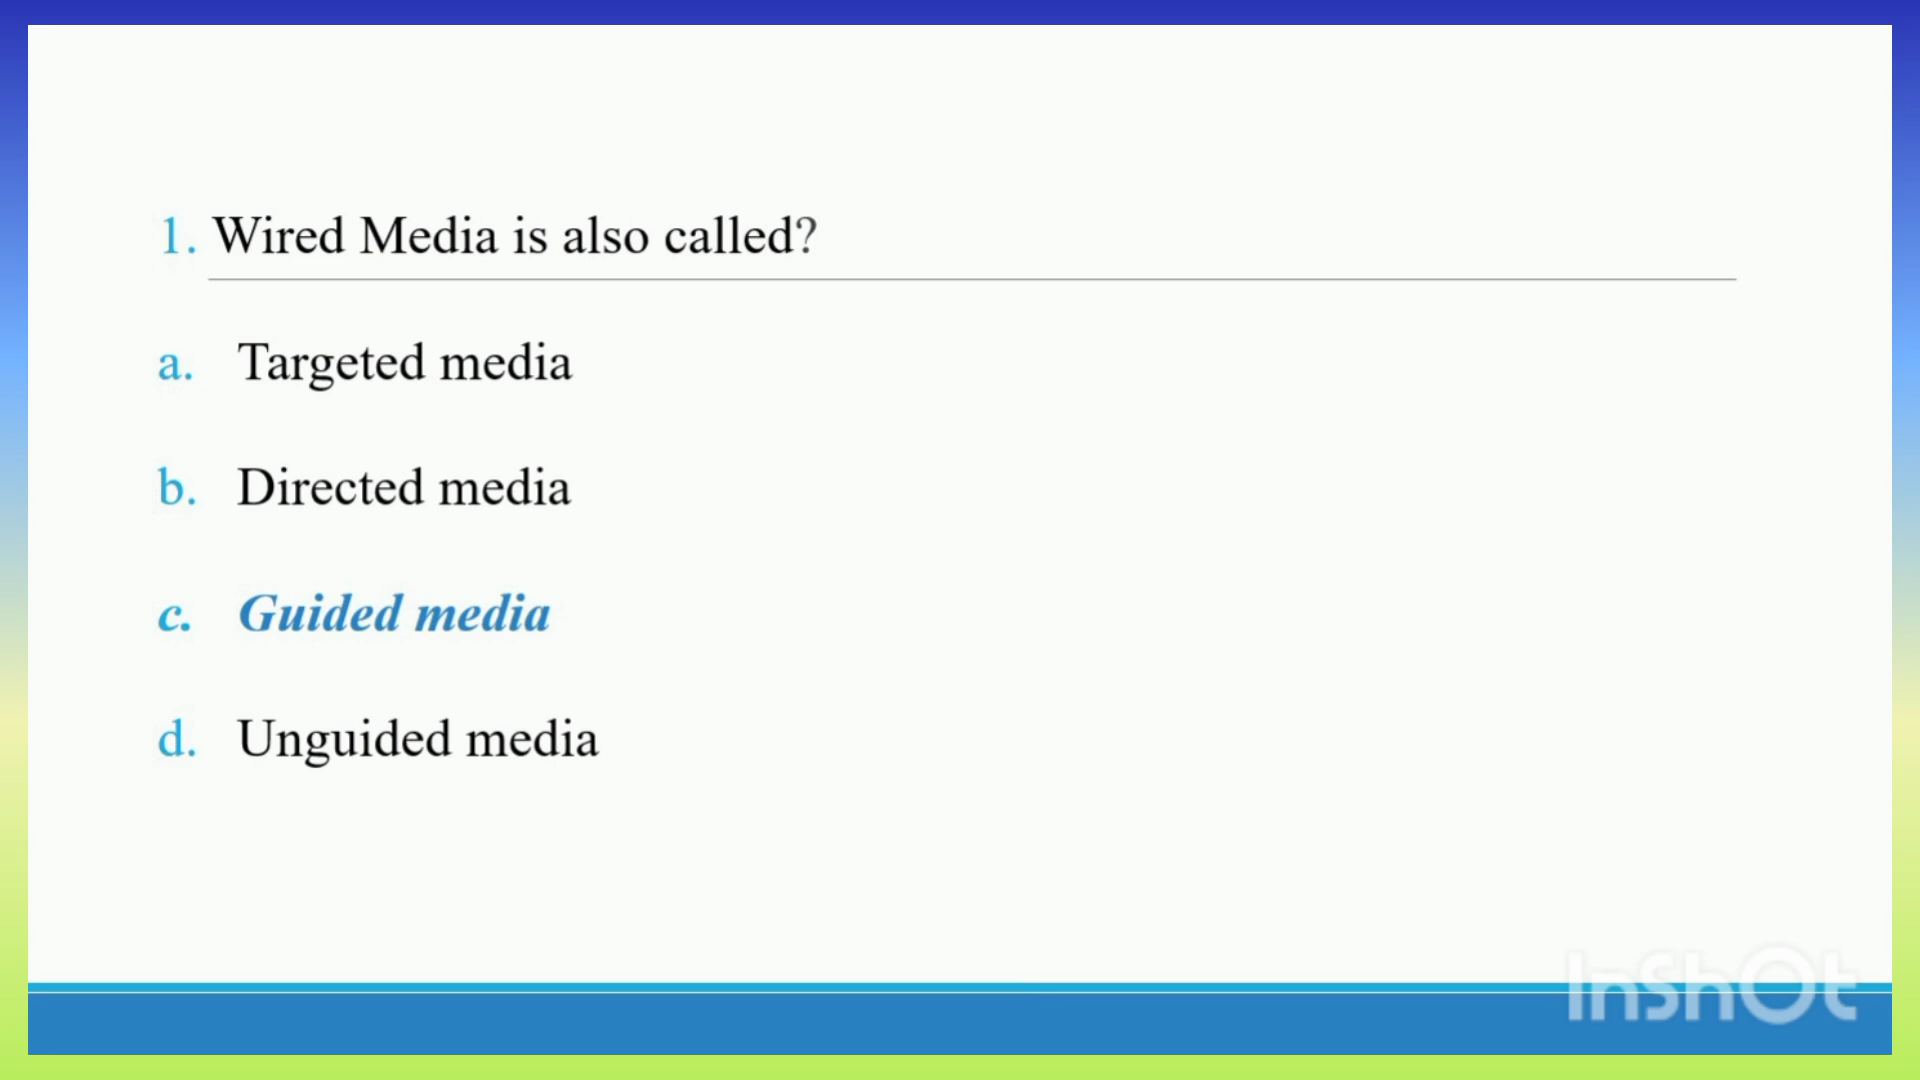 1. Wired Media is also called?
a. Targeted media
b. Directed media
c. Guided media
d. Unguided media
InShOt